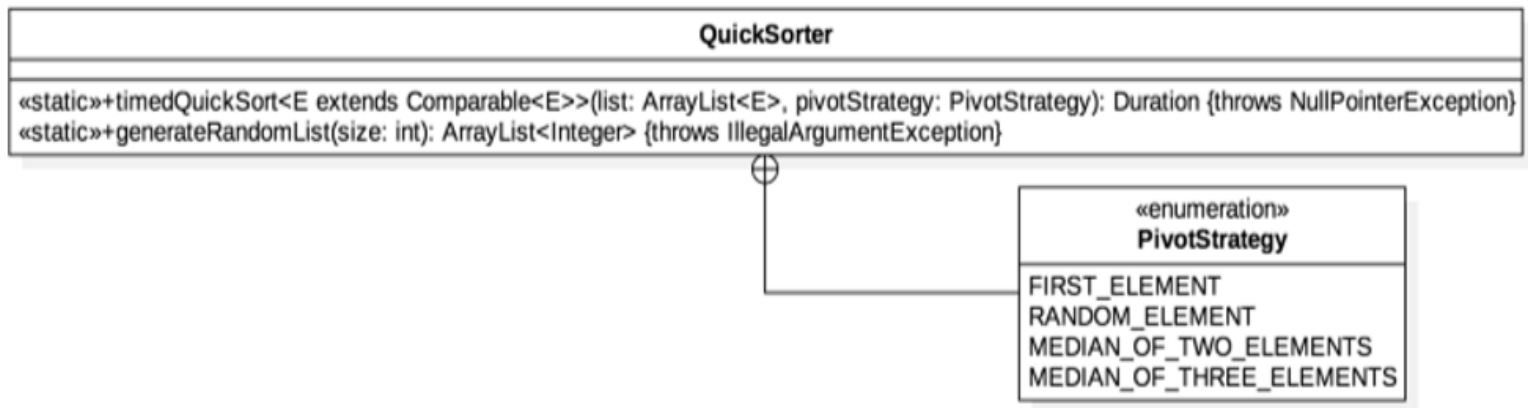 QuickSorter
«static»+timedQuickSort<E extends Comparable<E>>(list: ArrayList<E>, pivotStrategy: PivotStrategy): Duration {throws NullPointerException}
«static»+generateRandomList(size: int): ArrayList<Integer> {throws IllegalArgumentException}
«enumeration»
PivotStrategy
FIRST_ELEMENT
RANDOM_ELEMENT
MEDIAN_OF_TWO_ELEMENTS
MEDIAN_OF_THREE_ELEMENTS